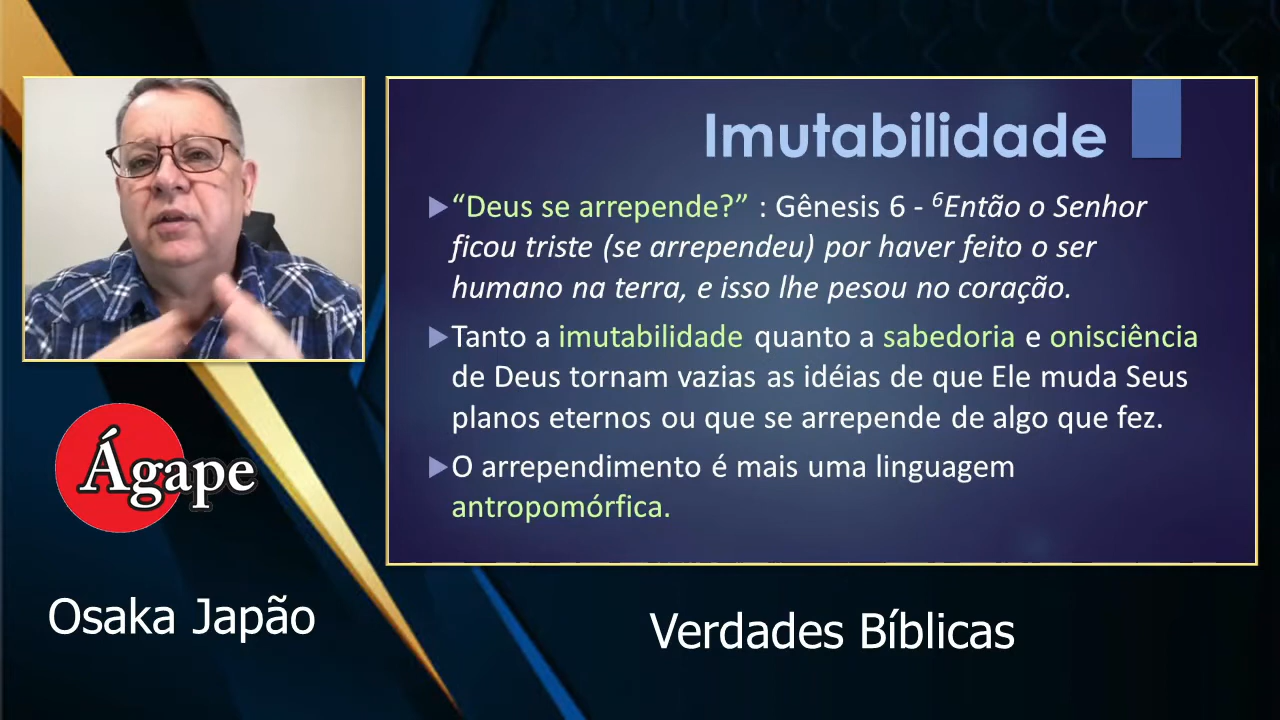 Imutabilidade
“Deus se arrepende?” : Gênesis 6 - ⁶Então o Senhor
ficou triste (se arrependeu) por haver feito o ser
humano na terra, e isso lhe pesou no coração.
Tanto a imutabilidade quanto a sabedoria e onisciência
de Deus tornam vazias as idéias de que Ele muda Seus
planos eternos ou que se arrepende de algo que fez.
O arrependimento é mais uma linguagem
antropomórfica.
Ágape
Osaka Japão
Verdades Bíblicas